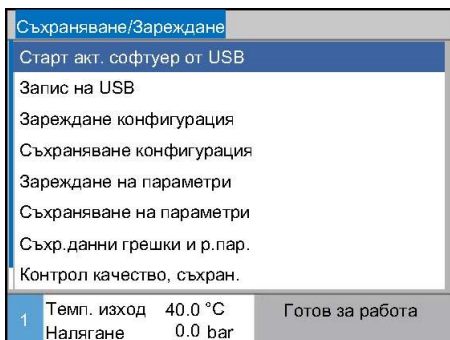 Съхраняване/Зареждане
Старт акт. софтуер от USB
Запис на USB
Зареждане конфигурация
Съхраняване конфигурация
Зареждане на параметри
Съхраняване на параметри
Съхр.данни грешки и р.пар.
Контрол качество, съхран.
1 Темп. изход 40.0 °C Готов за работа
Налягане 0.0 bar